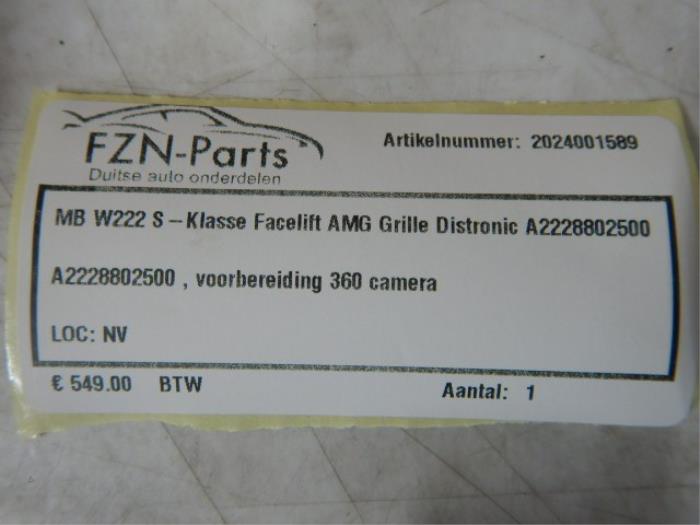 FZN-Parts
Duitse auto onderdelen
Artikelnummer: 2024001589
MB W222 S-Klasse Facelift AMG Grille Distronic A2228802500
A2228802500 , voorbereiding 360 camera
LOC: NV
€ 549.00 BTW
Aantal: 1